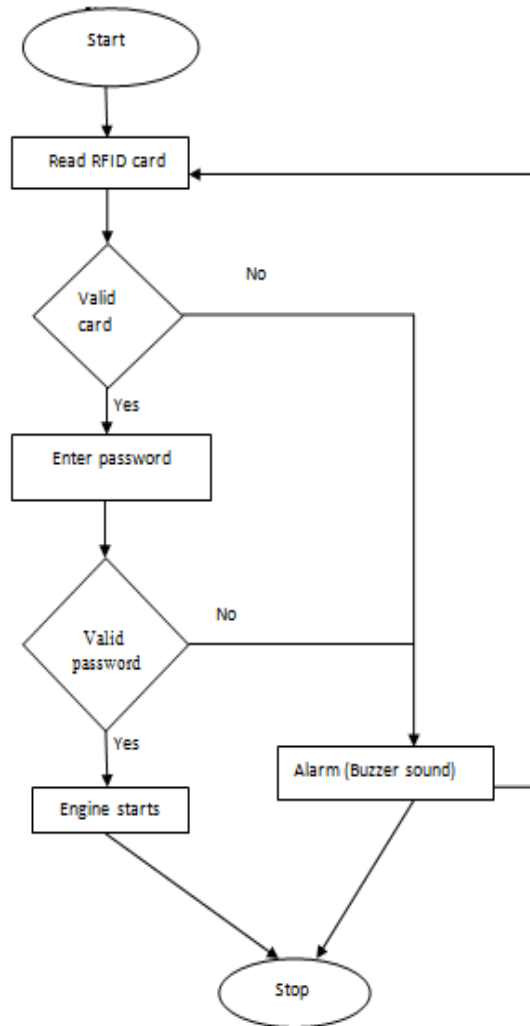 Start
Read RFID card
No
Valid
card
Yes
Enter password
No
Valid
password
Yes
Alarm (Buzzer sound)
Engine starts
Stop